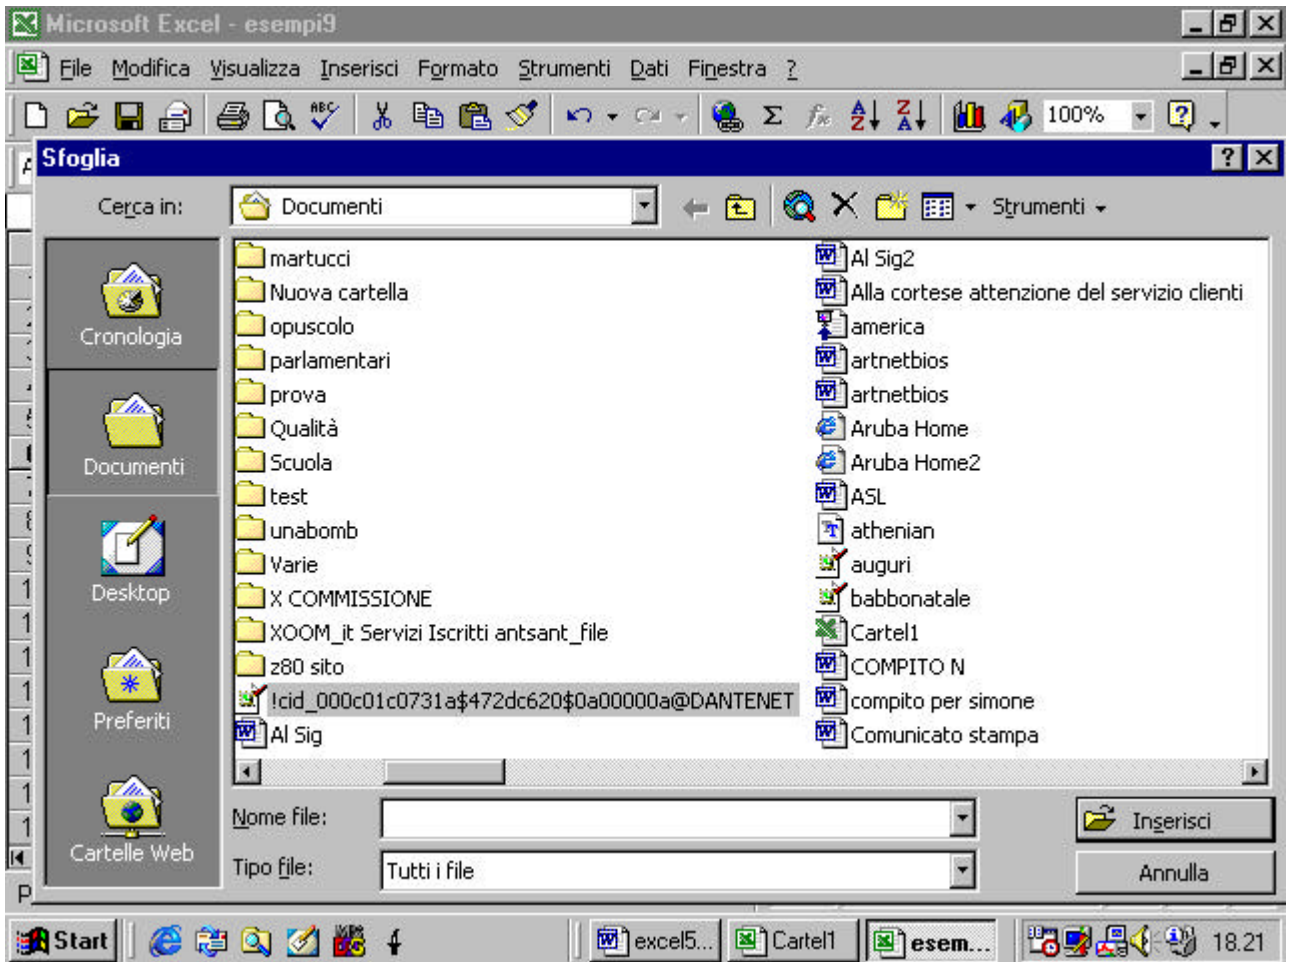 Microsoft Excel - esempi9
File Modifica Visualizza Inserisci Formato Strumenti Dati Finestra ?
ABC Σ fx A Z Z A 100% ?
Sfoglia
Cerca in: Documenti Strumenti
Cronologia
Documenti
Desktop
Preferiti
Cartelle Web
martucci
Nuova cartella
opuscolo
parlamentari
prova
Qualità
Scuola
test
unabomb
Varie
X COMMISSIONE
XOOM_it Servizi Iscritti antsant_file
z80 sito
!cid_000c01c0731a$472dc620$0a00000a@DANTENET
Al Sig
Al Sig2
Alla cortese attenzione del servizio clienti
america
artnetbios
artnetbios
Aruba Home
Aruba Home2
ASL
athenian
auguri
babbonatale
Cartel1
COMPITO N
compito per simone
Comunicato stampa
Nome file:
Inserisci
Tipo file: Tutti i file
Annulla
Start excel5... Cartel1 esem... 18.21